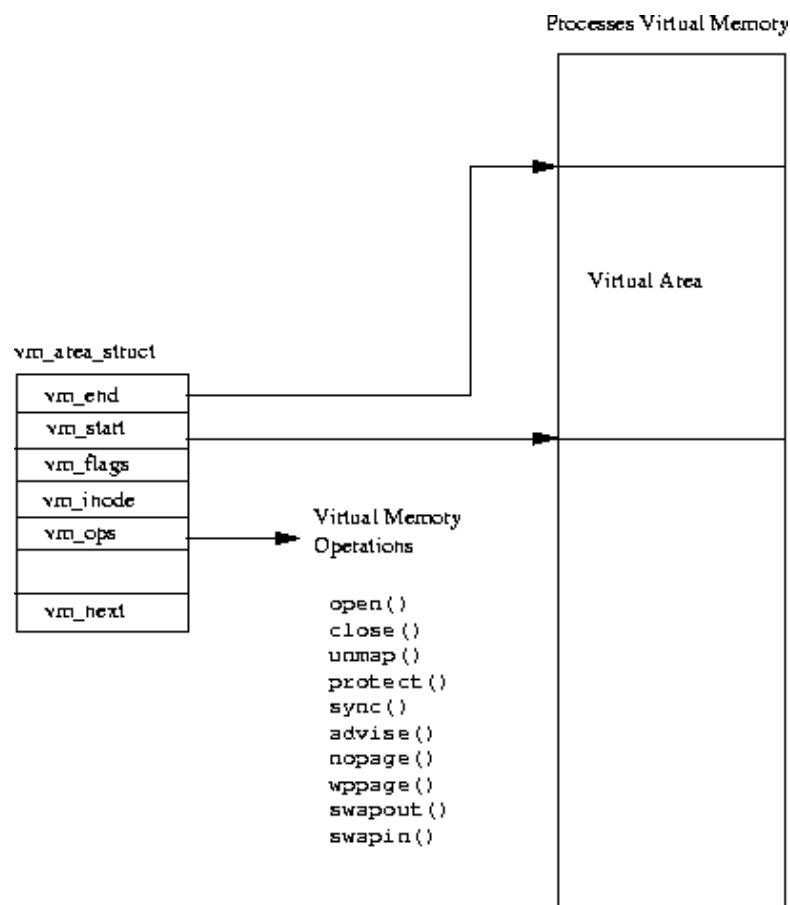 Processes Virtual Memory
Virtual Area
vm_area_struct
vm_end
vm_start
vm_flags
vm_inode
vm_ops
vm_next
Virtual Memory
Operations
open()
close()
unmap()
protect()
sync()
advise()
nopage()
wppage()
swapout()
swapin()